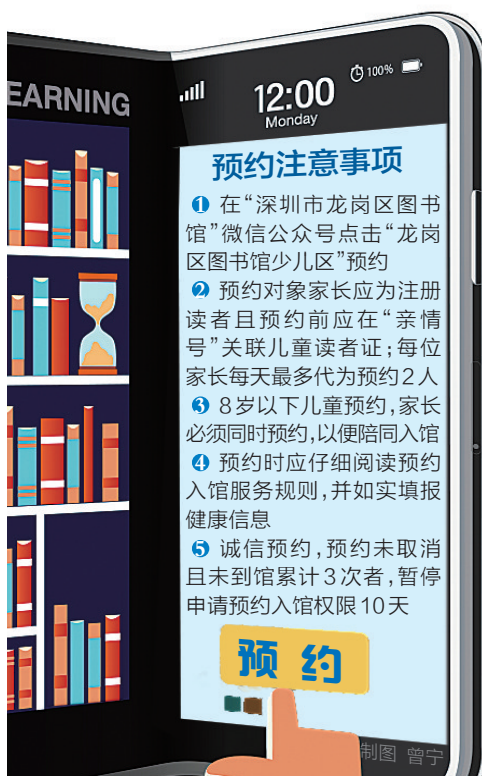 EARNING
100%
12:00
Monday
预约注意事项
❶ 在“深圳市龙岗区图书
馆”微信公众号点击“龙岗
区图书馆少儿区”预约
❷ 预约对象家长应为注册
读者且预约前应在“亲情
号”关联儿童读者证;每位
家长每天最多代为预约2人
❸ 8岁以下儿童预约,家长
必须同时预约,以便陪同入馆
❹ 预约时应仔细阅读预约
入馆服务规则,并如实填报
健康信息
❺ 诚信预约,预约未取消
且未到馆累计3次者,暂停
申请预约入馆权限10天
预 约
制图 曾宁